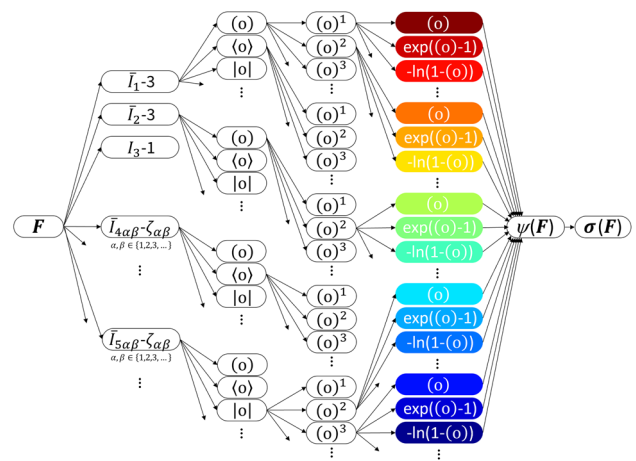 F
Ī₁-3
Ī₂-3
I₃-1
Ī₄αβ-ζαβ
α,β ∈ {1,2,3, ...}
⋮
Ī₅αβ-ζαβ
α,β ∈ {1,2,3, ...}
⋮
(o)
⟨o⟩
|o|
⋮
(o)
⟨o⟩
|o|
⋮
(o)
⟨o⟩
|o|
⋮
(o)
⟨o⟩
|o|
⋮
(o)¹
(o)²
(o)³
⋮
(o)¹
(o)²
(o)³
⋮
(o)¹
(o)²
(o)³
⋮
(o)¹
(o)²
(o)³
⋮
(o)¹
(o)²
(o)³
⋮
(o)
exp((o)-1)
-ln(1-(o))
⋮
(o)
exp((o)-1)
-ln(1-(o))
⋮
(o)
exp((o)-1)
-ln(1-(o))
⋮
(o)
exp((o)-1)
-ln(1-(o))
⋮
(o)
exp((o)-1)
-ln(1-(o))
⋮
ψ(F)
σ(F)